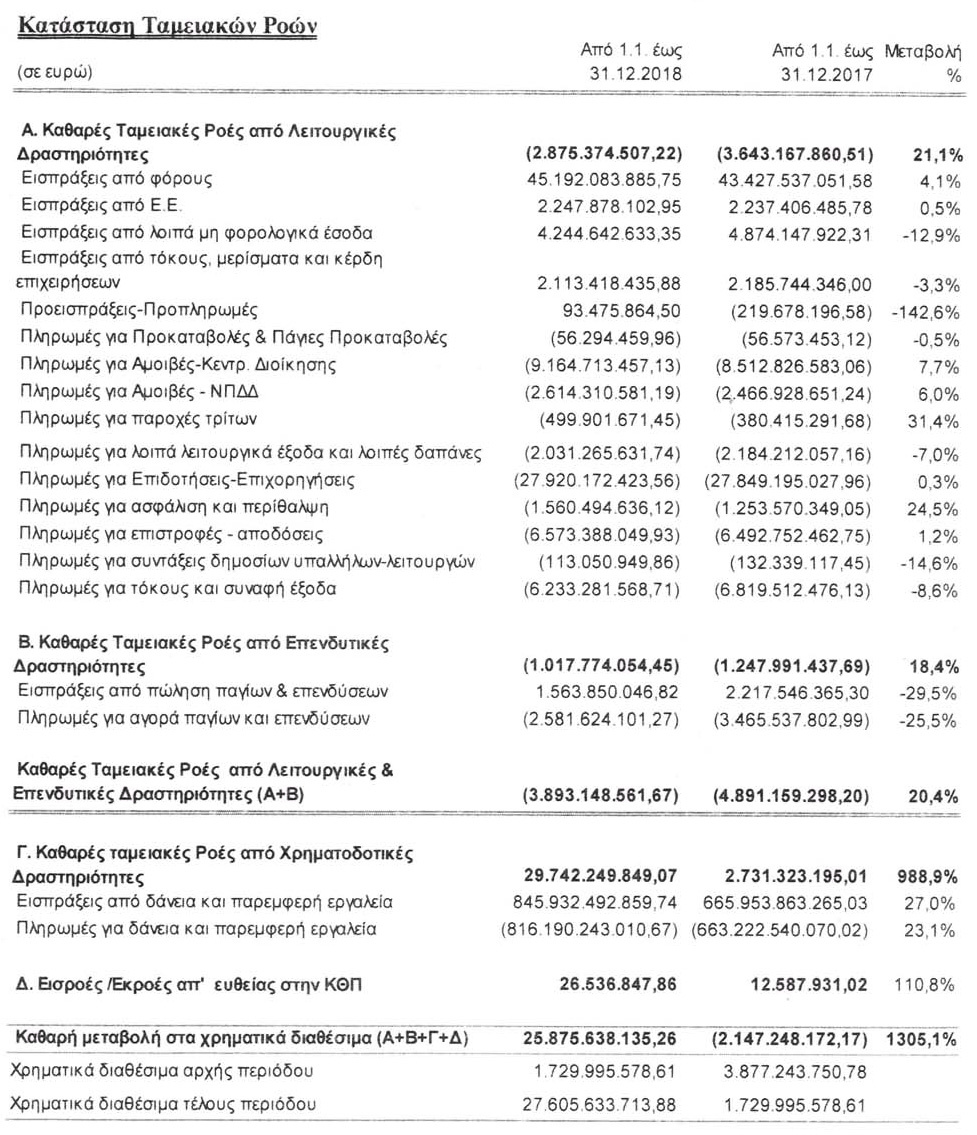 Κατάσταση Ταμειακών Ροών
Από 1.1. έως Από 1.1. έως Μεταβολή
(σε ευρώ) 31.12.2018 31.12.2017 %
Α. Καθαρές Ταμειακές Ροές από Λειτουργικές
Δραστηριότητες (2.875.374.507,22) (3.643.167.860,51) 21,1%
Εισπράξεις από φόρους 45.192.083.885,75 43.427.537.051,58 4,1%
Εισπράξεις από Ε.Ε. 2.247.878.102,95 2.237.406.485,78 0,5%
Εισπράξεις από λοιπά μη φορολογικά έσοδα 4.244.642.633,35 4.874.147.922,31 -12,9%
Εισπράξεις από τόκους, μερίσματα και κέρδη
επιχειρήσεων 2.113.418.435,88 2.185.744.346,00 -3,3%
Προεισπράξεις-Προπληρωμές 93.475.864,50 (219.678.196,58) -142,6%
Πληρωμές για Προκαταβολές & Πάγιες Προκαταβολές (56.294.459,96) (56.573.453,12) -0,5%
Πληρωμές για Αμοιβές-Κεντρ. Διοίκησης (9.164.713.457,13) (8.512.826.583,06) 7,7%
Πληρωμές για Αμοιβές - ΝΠΔΔ (2.614.310.581,19) (2.466.928.651,24) 6,0%
Πληρωμές για παροχές τρίτων (499.901.671,45) (380.415.291,68) 31,4%
Πληρωμές για λοιπά λειτουργικά έξοδα και λοιπές δαπάνες (2.031.265.631,74) (2.184.212.057,16) -7,0%
Πληρωμές για Επιδοτήσεις-Επιχορηγήσεις (27.920.172.423,56) (27.849.195.027,96) 0,3%
Πληρωμές για ασφάλιση και περίθαλψη (1.560.494.636,12) (1.253.570.349,05) 24,5%
Πληρωμές για επιστροφές - αποδόσεις (6.573.388.049,93) (6.492.752.462,75) 1,2%
Πληρωμές για συντάξεις δημοσίων υπαλλήλων-λειτουργών (113.050.949,86) (132.339.117,45) -14,6%
Πληρωμές για τόκους και συναφή έξοδα (6.233.281.568,71) (6.819.512.476,13) -8,6%
Β. Καθαρές Ταμειακές Ροές από Επενδυτικές
Δραστηριότητες (1.017.774.054,45) (1.247.991.437,69) 18,4%
Εισπράξεις από πώληση παγίων & επενδύσεων 1.563.850.046,82 2.217.546.365,30 -29,5%
Πληρωμές για αγορά παγίων και επενδύσεων (2.581.624.101,27) (3.465.537.802,99) -25,5%
Καθαρές Ταμειακές Ροές από Λειτουργικές &
Επενδυτικές Δραστηριότητες (Α+Β) (3.893.148.561,67) (4.891.159.298,20) 20,4%
Γ. Καθαρές ταμειακές Ροές από Χρηματοδοτικές
Δραστηριότητες 29.742.249.849,07 2.731.323.195,01 988,9%
Εισπράξεις από δάνεια και παρεμφερή εργαλεία 845.932.492.859,74 665.953.863.265,03 27,0%
Πληρωμές για δάνεια και παρεμφερή εργαλεία (816.190.243.010,67) (663.222.540.070,02) 23,1%
Δ. Εισροές /Εκροές απ' ευθείας στην ΚΘΠ 26.536.847,86 12.587.931,02 110,8%
Καθαρή μεταβολή στα χρηματικά διαθέσιμα (Α+Β+Γ+Δ) 25.875.638.135,26 (2.147.248.172,17) 1305,1%
Χρηματικά διαθέσιμα αρχής περιόδου 1.729.995.578,61 3.877.243.750,78
Χρηματικά διαθέσιμα τέλους περιόδου 27.605.633.713,88 1.729.995.578,61